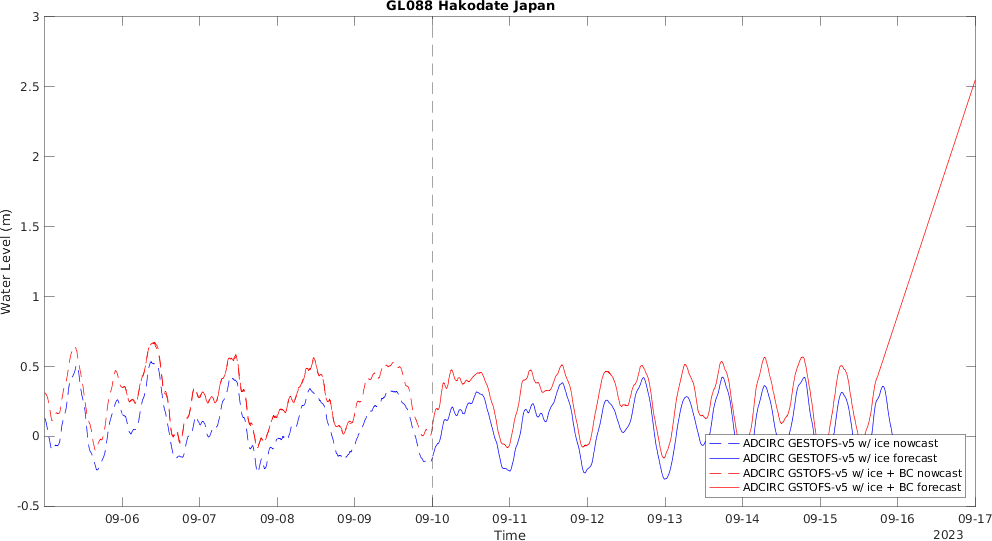 GL088 Hakodate Japan
3
2.5
2
1.5
1
0.5
0
-0.5
Water Level (m)
09-06 09-07 09-08 09-09 09-10 09-11 09-12 09-13 09-14 09-15 09-16 09-17
Time
2023
ADCIRC GESTOFS-v5 w/ ice nowcast
ADCIRC GESTOFS-v5 w/ ice forecast
ADCIRC GSTOFS-v5 w/ ice + BC nowcast
ADCIRC GSTOFS-v5 w/ ice + BC forecast